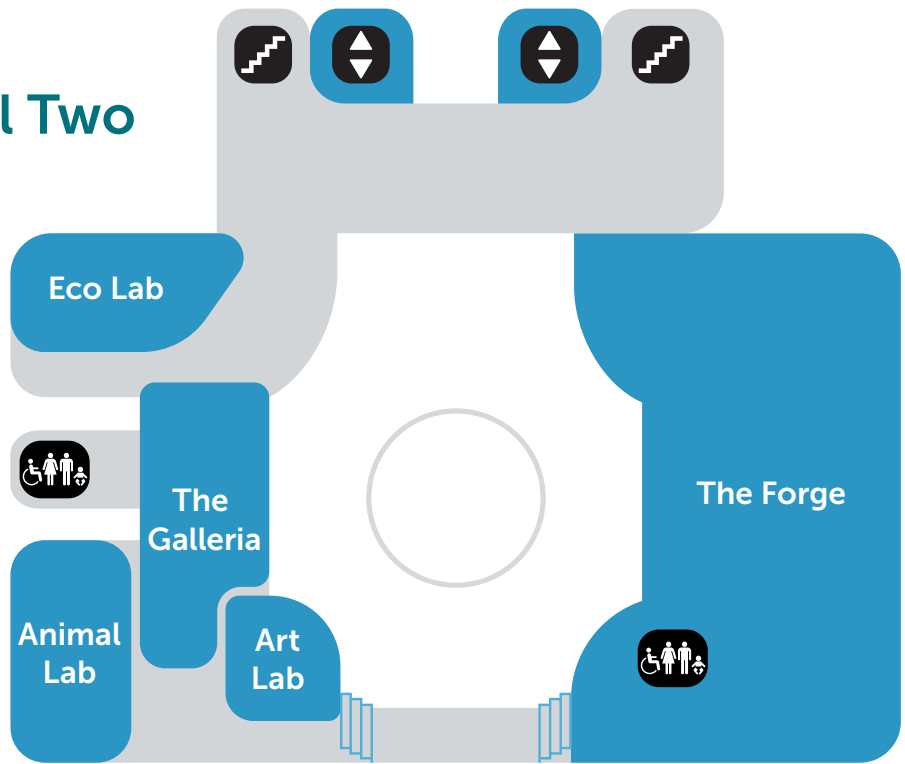 l Two
Eco Lab
The
Galleria
The Forge
Animal
Lab
Art
Lab